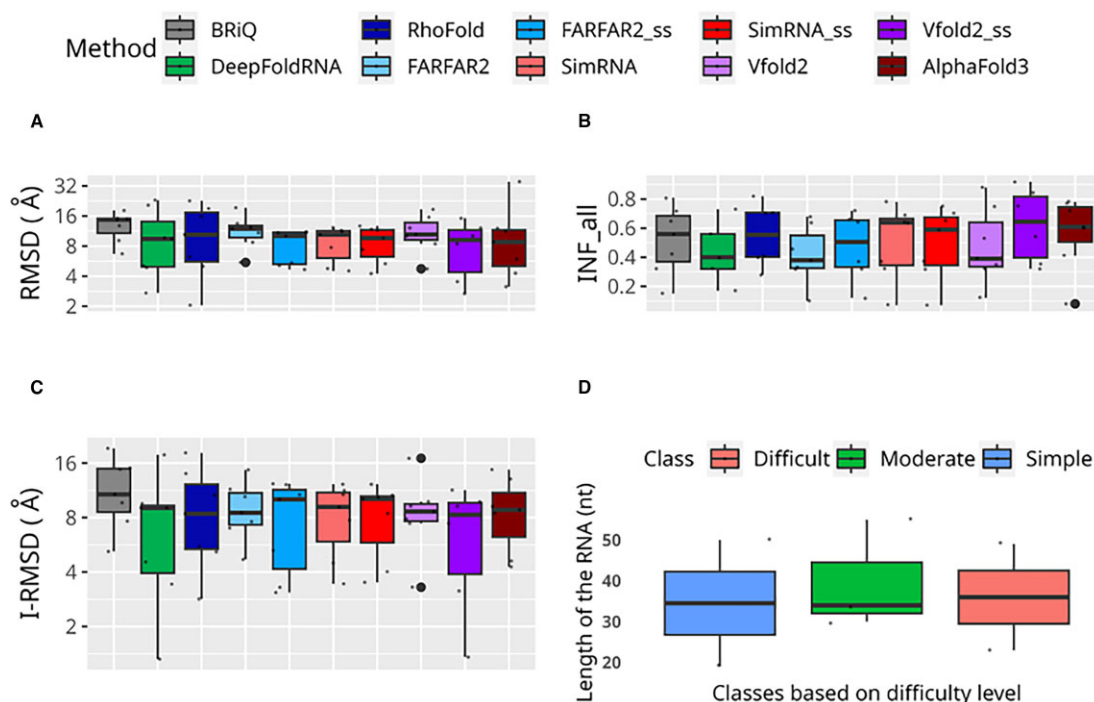 Method
BRiQ
RhoFold
FARFAR2_ss
SimRNA_ss
Vfold2_ss
DeepFoldRNA
FARFAR2
SimRNA
Vfold2
AlphaFold3
A
B
RMSD (Å)
32
16
8
4
2
INF_all
0.8
0.6
0.4
0.2
C
D
I-RMSD (Å)
16
8
4
2
Class
Difficult
Moderate
Simple
Length of the RNA (nt)
50
40
30
20
Classes based on difficulty level